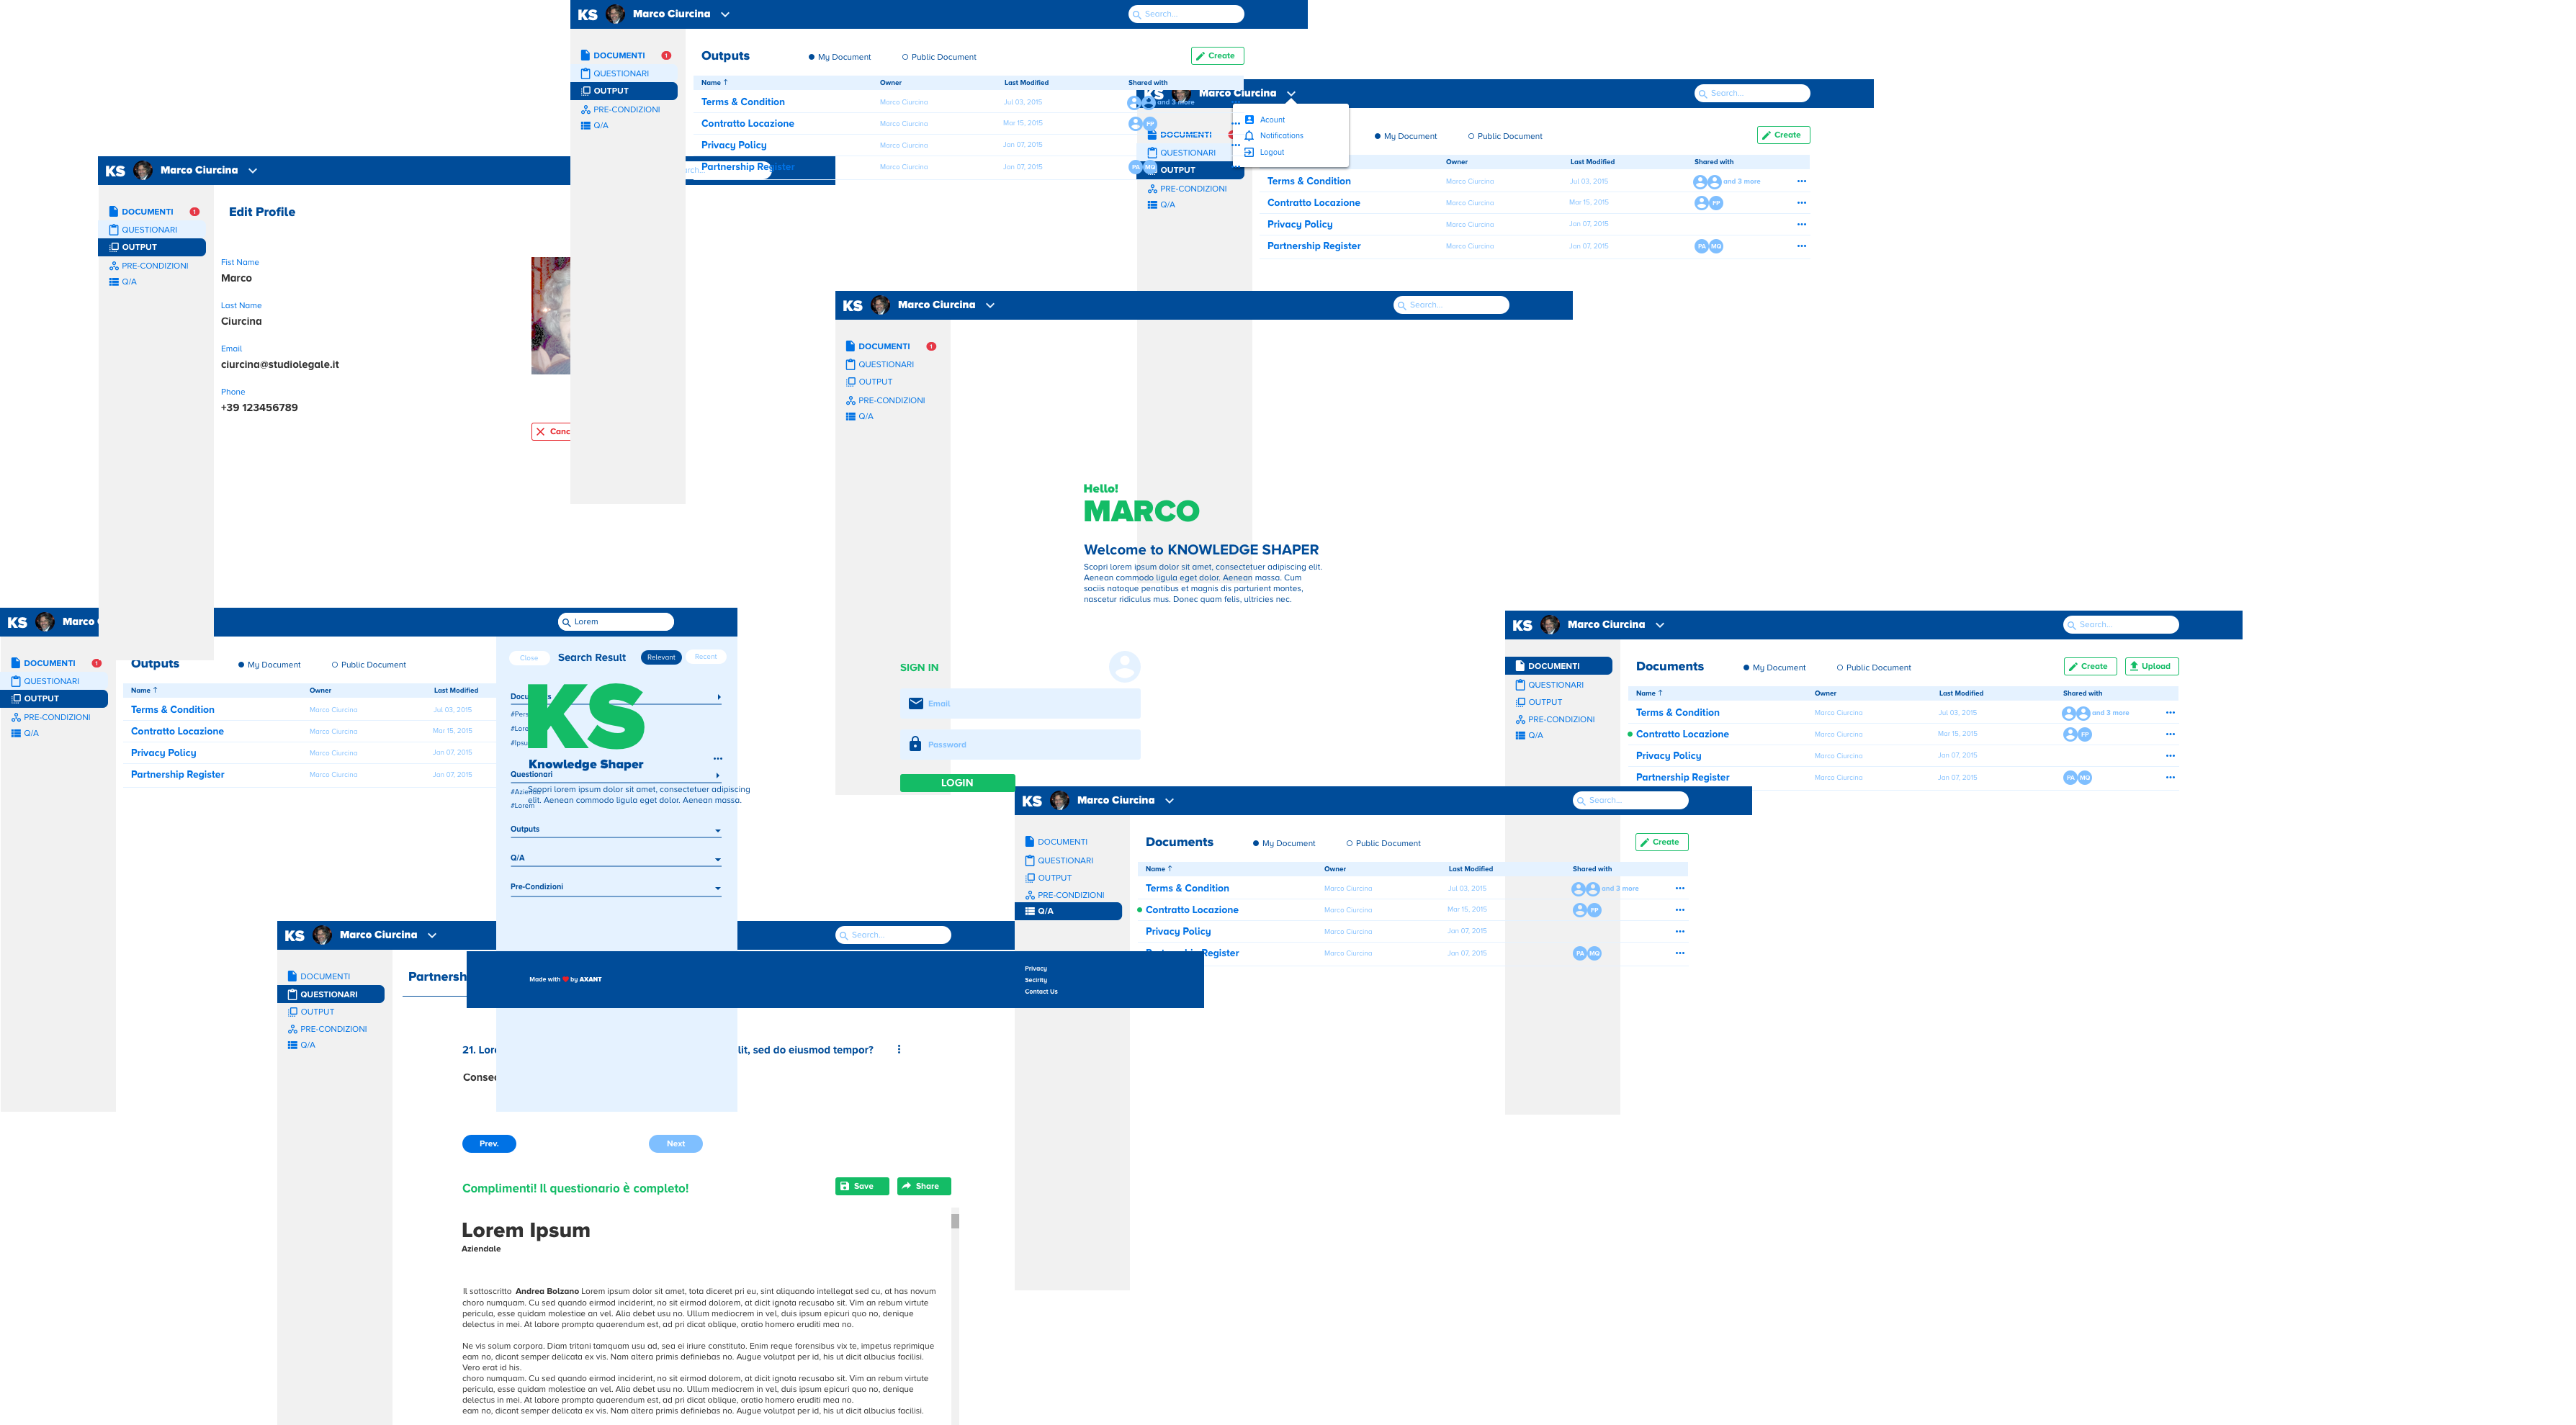 KS Marco Ciurcina Search...
DOCUMENTI 1
QUESTIONARI
OUTPUT
PRE-CONDIZIONI
Q/A
Outputs My Document Public Document Create
Name ↑ Owner Last Modified Shared with
Terms & Condition Marco Ciurcina Jul 03, 2015 and 3 more
Contratto Locazione Marco Ciurcina Mar 15, 2015 PP
Privacy Policy Marco Ciurcina Jan 07, 2015
Partnership Register Marco Ciurcina Jan 07, 2015 PA MQ
KS Marco Ciurcina Search...
Acount
Notifications
Logout
DOCUMENTI
QUESTIONARI
OUTPUT
PRE-CONDIZIONI
Q/A
My Document Public Document Create
Owner Last Modified Shared with
Terms & Condition Marco Ciurcina Jul 03, 2015 and 3 more
Contratto Locazione Marco Ciurcina Mar 15, 2015 PP
Privacy Policy Marco Ciurcina Jan 07, 2015
Partnership Register Marco Ciurcina Jan 07, 2015 PA MQ
KS Marco Ciurcina
DOCUMENTI 1
QUESTIONARI
OUTPUT
PRE-CONDIZIONI
Q/A
Edit Profile
Fist Name
Marco
Last Name
Ciurcina
Email
ciurcina@studiolegale.it
Phone
+39 123456789
Canc
KS Marco Ciurcina Search...
DOCUMENTI 1
QUESTIONARI
OUTPUT
PRE-CONDIZIONI
Q/A
Hello!
MARCO
Welcome to KNOWLEDGE SHAPER
Scopri lorem ipsum dolor sit amet, consectetuer adipiscing elit.
Aenean commodo ligula eget dolor. Aenean massa. Cum
sociis natoque penatibus et magnis dis parturient montes,
nascetur ridiculus mus. Donec quam felis, ultricies nec.
KS Marco Lorem
DOCUMENTI 1
QUESTIONARI
OUTPUT
PRE-CONDIZIONI
Q/A
Outputs My Document Public Document
Name ↑ Owner Last Modified
Terms & Condition Marco Ciurcina Jul 03, 2015
Contratto Locazione Marco Ciurcina Mar 15, 2015
Privacy Policy Marco Ciurcina Jan 07, 2015
Partnership Register Marco Ciurcina Jan 07, 2015
Close Search Result Relevant Recent
Questionari
#Lorem
Outputs
Q/A
Pre-Condizioni
KS
Knowledge Shaper
Scopri lorem ipsum dolor sit amet, consectetuer adipiscing
elit. Aenean commodo ligula eget dolor. Aenean massa.
SIGN IN
Email
Password
LOGIN
KS Marco Ciurcina Search...
DOCUMENTI
QUESTIONARI
OUTPUT
PRE-CONDIZIONI
Q/A
Documents My Document Public Document Create Upload
Name ↑ Owner Last Modified Shared with
Terms & Condition Marco Ciurcina Jul 03, 2015 and 3 more
Contratto Locazione Marco Ciurcina Mar 15, 2015 PP
Privacy Policy Marco Ciurcina Jan 07, 2015
Partnership Register Marco Ciurcina Jan 07, 2015 PA MQ
KS Marco Ciurcina Search...
DOCUMENTI
QUESTIONARI
OUTPUT
PRE-CONDIZIONI
Q/A
Documents My Document Public Document Create
Name ↑ Owner Last Modified Shared with
Terms & Condition Marco Ciurcina Jul 03, 2015 and 3 more
Contratto Locazione Marco Ciurcina Mar 15, 2015 PP
Privacy Policy Marco Ciurcina Jan 07, 2015
Register Marco Ciurcina Jan 07, 2015 PA MQ
KS Marco Ciurcina Search...
DOCUMENTI
QUESTIONARI
OUTPUT
PRE-CONDIZIONI
Q/A
Partnersh
Made with ❤ by AXANT
Privacy
Secirity
Contact Us
21. Lor lit, sed do eiusmod tempor?
Conse
Prev. Next
Complimenti! Il questionario è completo! Save Share
Lorem Ipsum
Aziendale
Il sottoscritto Andrea Bolzano Lorem ipsum dolor sit amet, tota diceret pri eu, sint aliquando intellegat sed cu, at has novum
choro numquam. Cu sed quando eirmod inciderint, no sit eirmod dolorem, at dicit ignota recusabo sit. Vim an rebum virtute
pericula, esse quidam molestiae an vel. Alia debet usu no. Ullum mediocrem in vel, duis ipsum epicuri quo no, denique
delectus in mei. At labore prompta quaerendum est, ad pri dicat oblique, oratio homero eruditi mea no.
Ne vis solum corpora. Diam tritani tamquam usu ad, sea ei iriure constituto. Enim reque forensibus vix te, impetus reprimique
eam no, dicant semper delicata ex vis. Nam altera primis definiebas no. Augue volutpat per id, his ut dicit albucius facilisi.
Vero erat id his.
choro numquam. Cu sed quando eirmod inciderint, no sit eirmod dolorem, at dicit ignota recusabo sit. Vim an rebum virtute
pericula, esse quidam molestiae an vel. Alia debet usu no. Ullum mediocrem in vel, duis ipsum epicuri quo no, denique
delectus in mei. At labore prompta quaerendum est, ad pri dicat oblique, oratio homero eruditi mea no.
eam no, dicant semper delicata ex vis. Nam altera primis definiebas no. Augue volutpat per id, his ut dicit albucius facilisi.